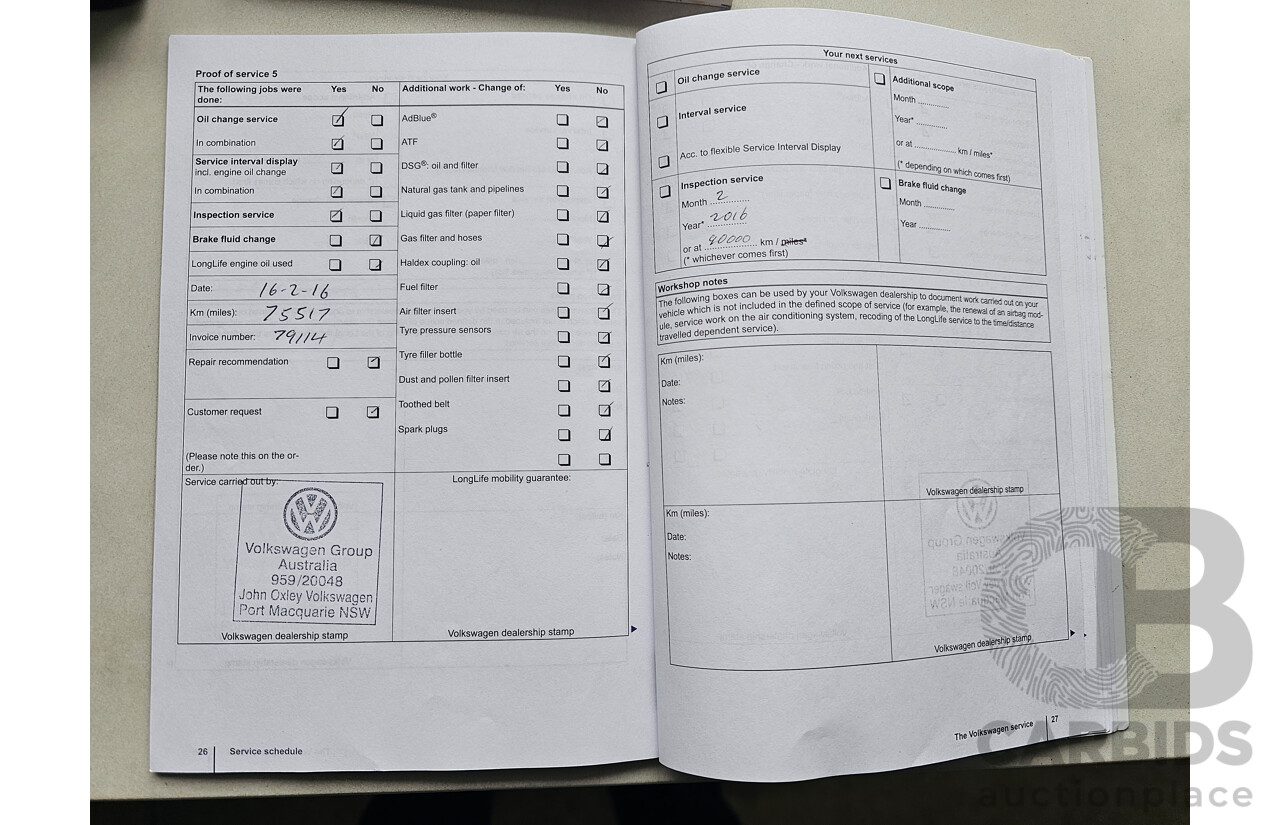 Proof of service 5
The following jobs were done: Yes No
Oil change service
In combination
Service interval display
incl. engine oil change
In combination
Inspection service
Brake fluid change
LongLife engine oil used
Date: 16-2-16
Km (miles): 75517
Invoice number: 79114
Repair recommendation
Customer request
(Please note this on the or-
der.)
Service carried out by:
Volkswagen Group
Australia
959/20048
John Oxley Volkswagen
Port Macquarie NSW
Volkswagen dealership stamp
Additional work - Change of: Yes No
AdBlue®
ATF
DSG®: oil and filter
Natural gas tank and pipelines
Liquid gas filter (paper filter)
Gas filter and hoses
Haldex coupling: oil
Fuel filter
Air filter insert
Tyre pressure sensors
Tyre filler bottle
Dust and pollen filter insert
Toothed belt
Spark plugs
LongLife mobility guarantee:
Volkswagen dealership stamp
26 Service schedule
Your next services
Oil change service
Interval service
Acc. to flexible Service Interval Display
Inspection service
Month 2
Year* 2016
or at 90000 km / miles*
(* whichever comes first)
Additional scope
Month ............
Year* ............
or at ................ km / miles*
(* depending on which comes first)
Brake fluid change
Month ............
Year ............
Workshop notes
The following boxes can be used by your Volkswagen dealership to document work carried out on your
vehicle which is not included in the defined scope of service (for example, the renewal of an airbag mod-
ule, service work on the air conditioning system, recoding of the LongLife service to the time/distance
travelled dependent service).
Km (miles):
Date:
Notes:
Volkswagen dealership stamp
Km (miles):
Date:
Notes:
Volkswagen dealership stamp
The Volkswagen service 27
CARBIDS
auctionplace